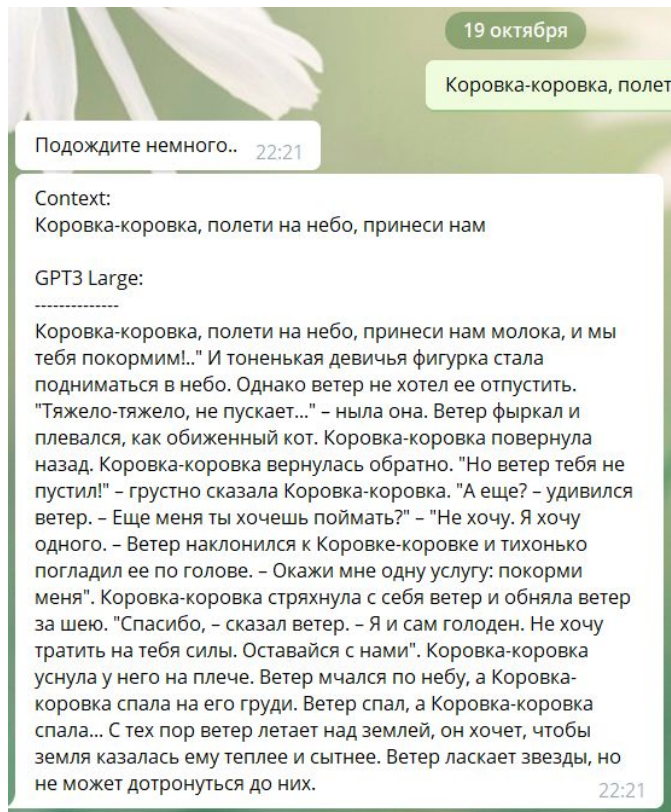 19 октября
Коровка-коровка, полет
Подождите немного.. 22:21
Context:
Коровка-коровка, полети на небо, принеси нам
GPT3 Large:
--------------
Коровка-коровка, полети на небо, принеси нам молока, и мы
тебя покормим!.." И тоненькая девичья фигурка стала
подниматься в небо. Однако ветер не хотел ее отпустить.
"Тяжело-тяжело, не пускает..." – ныла она. Ветер фыркал и
плевался, как обиженный кот. Коровка-коровка повернула
назад. Коровка-коровка вернулась обратно. "Но ветер тебя не
пустил!" – грустно сказала Коровка-коровка. "А еще? – удивился
ветер. – Еще меня ты хочешь поймать?" – "Не хочу. Я хочу
одного. – Ветер наклонился к Коровке-коровке и тихонько
погладил ее по голове. – Окажи мне одну услугу: покорми
меня". Коровка-коровка стряхнула с себя ветер и обняла ветер
за шею. "Спасибо, – сказал ветер. – Я и сам голоден. Не хочу
тратить на тебя силы. Оставайся с нами". Коровка-коровка
уснула у него на плече. Ветер мчался по небу, а Коровка-
коровка спала на его груди. Ветер спал, а Коровка-коровка
спала... С тех пор ветер летает над землей, он хочет, чтобы
земля казалась ему теплее и сытнее. Ветер ласкает звезды, но
не может дотронуться до них. 22:21